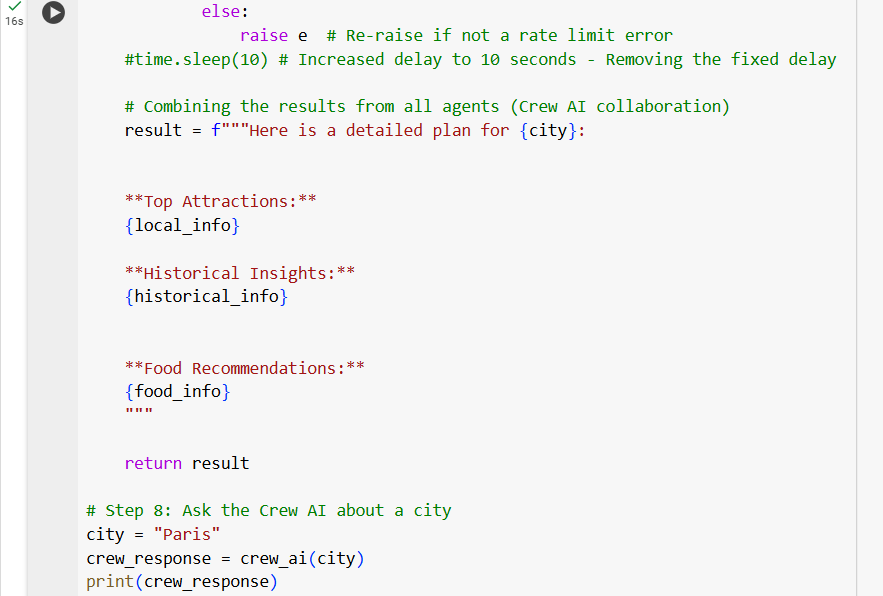 16s
else:
raise e  # Re-raise if not a rate limit error
#time.sleep(10) # Increased delay to 10 seconds - Removing the fixed delay
# Combining the results from all agents (Crew AI collaboration)
result = f"""Here is a detailed plan for {city}:
**Top Attractions:**
{local_info}
**Historical Insights:**
{historical_info}
**Food Recommendations:**
{food_info}
"""
return result
# Step 8: Ask the Crew AI about a city
city = "Paris"
crew_response = crew_ai(city)
print(crew_response)